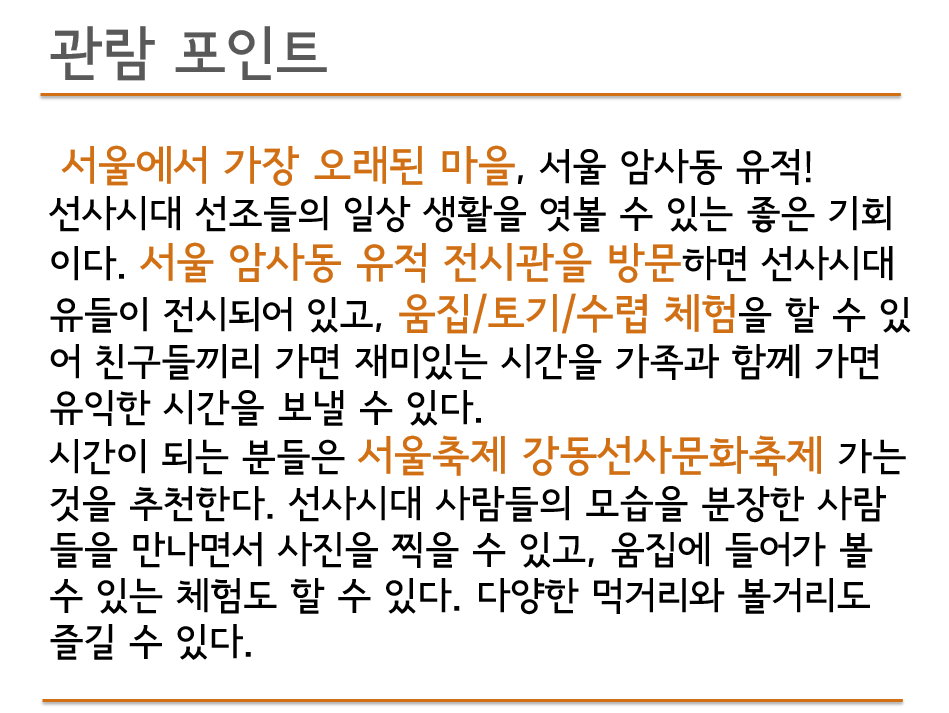 관람 포인트
서울에서 가장 오래된 마을, 서울 암사동 유적!
선사시대 선조들의 일상 생활을 엿볼 수 있는 좋은 기회
이다. 서울 암사동 유적 전시관을 방문하면 선사시대
유들이 전시되어 있고, 움집/토기/수렵 체험을 할 수 있
어 친구들끼리 가면 재미있는 시간을 가족과 함께 가면
유익한 시간을 보낼 수 있다.
시간이 되는 분들은 서울축제 강동선사문화축제 가는
것을 추천한다. 선사시대 사람들의 모습을 분장한 사람
들을 만나면서 사진을 찍을 수 있고, 움집에 들어가 볼
수 있는 체험도 할 수 있다. 다양한 먹거리와 볼거리도
즐길 수 있다.